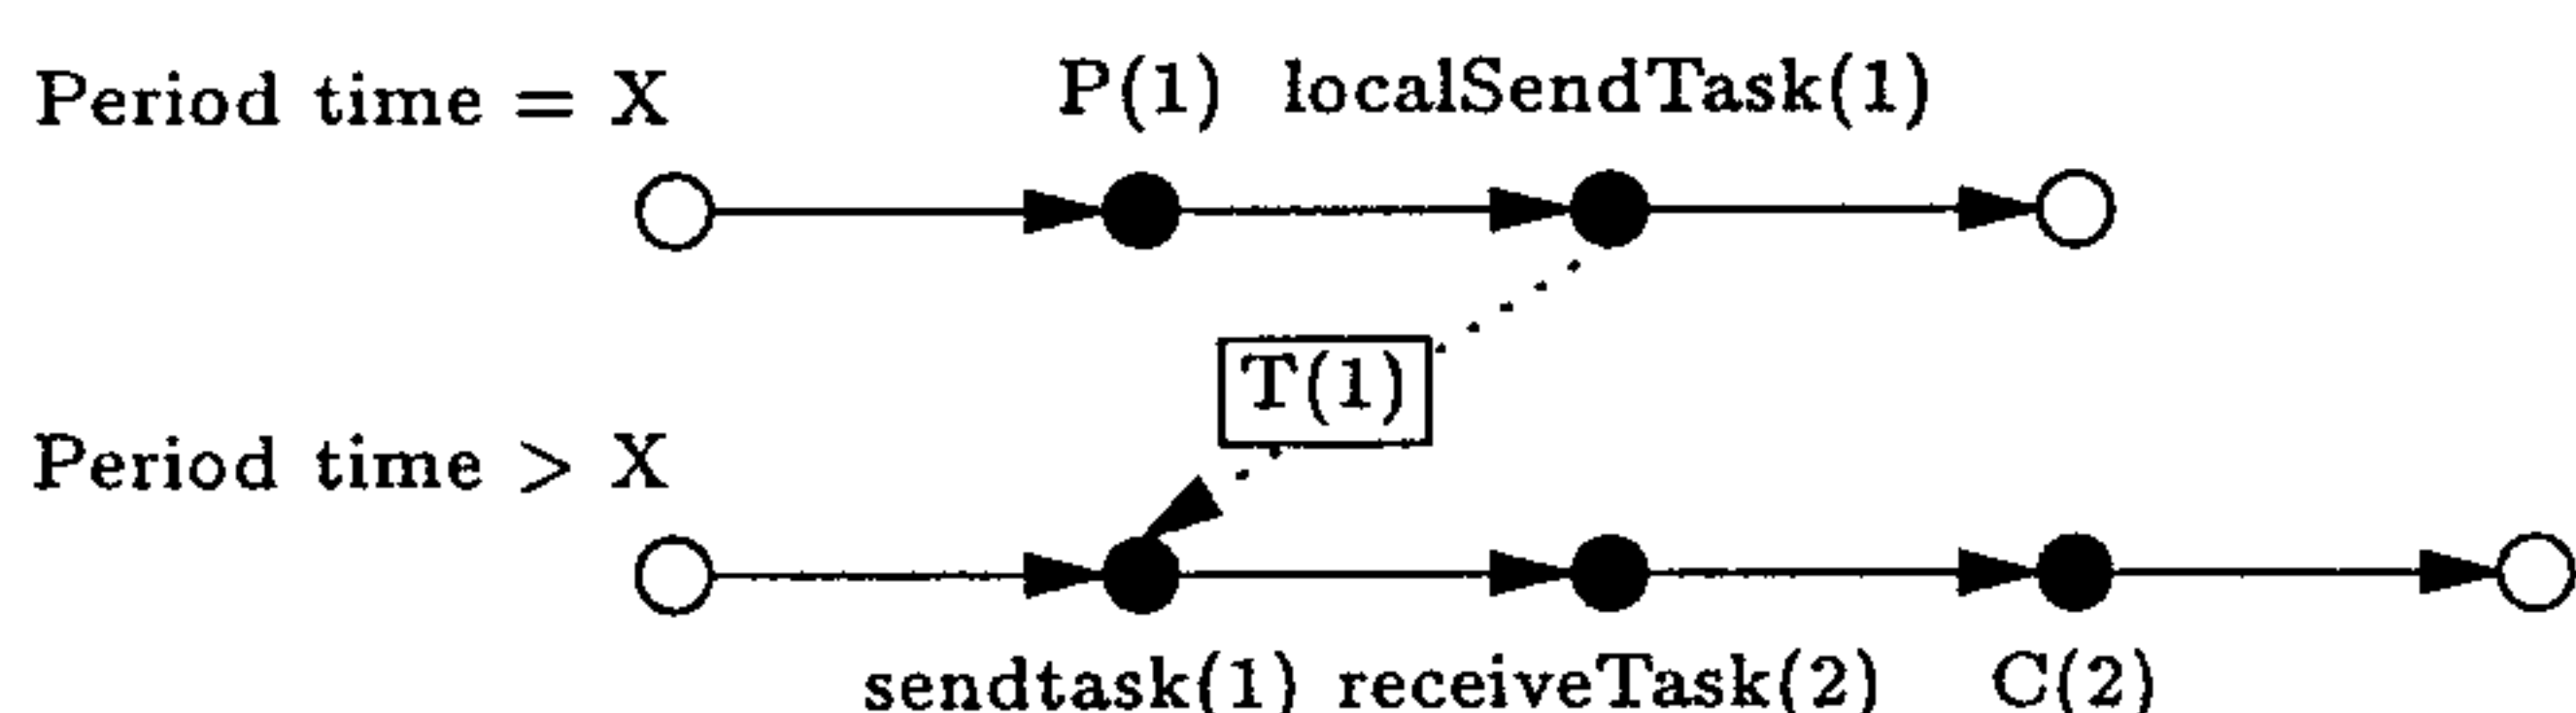 Period time = X
P(1) localSendTask(1)
T(1)
Period time > X
sendtask(1) receiveTask(2) C(2)